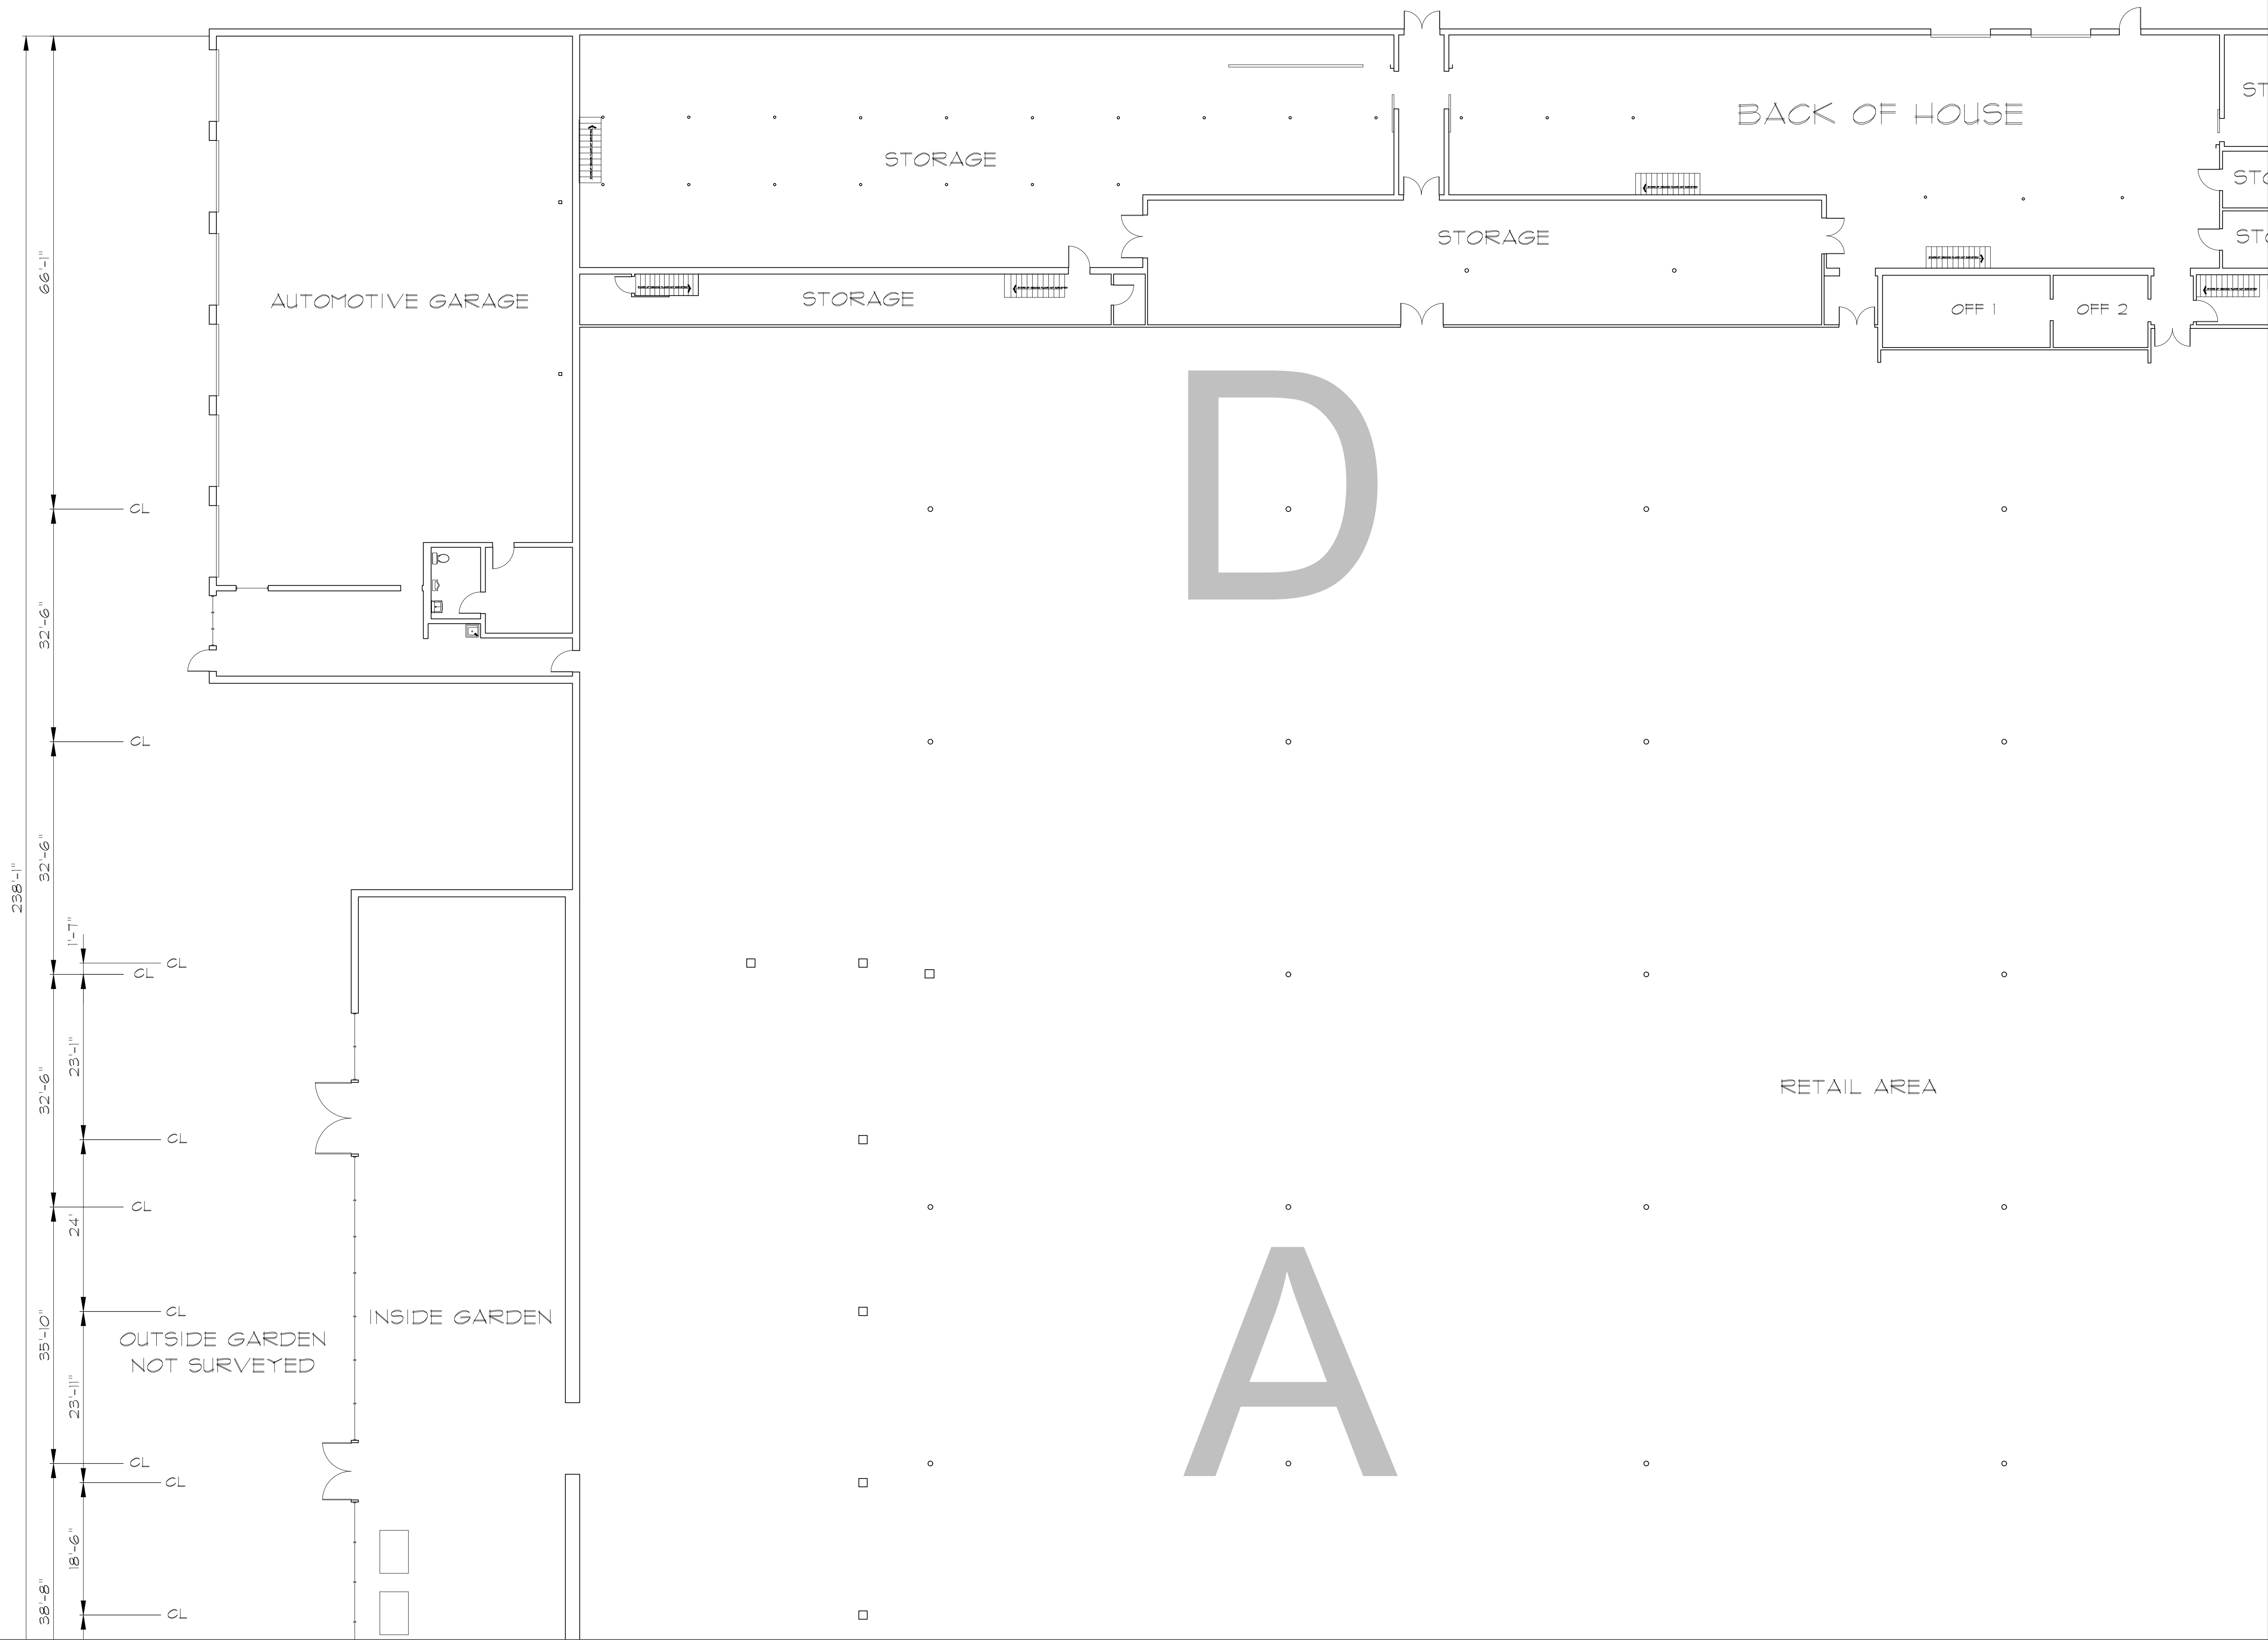 BACK OF HOUSE
STORAGE
STORAGE
STORAGE
AUTOMOTIVE GARAGE
OFF 1
OFF 2
D
66'-1"
CL
32'-6"
CL
32'-6"
238'-1"
1'-7"
CL
CL
23'-1"
32'-6"
RETAIL AREA
CL
CL
24'
CL
INSIDE GARDEN
OUTSIDE GARDEN
NOT SURVEYED
A
35'-10"
23'-11"
CL
CL
18'-6"
38'-8"
CL